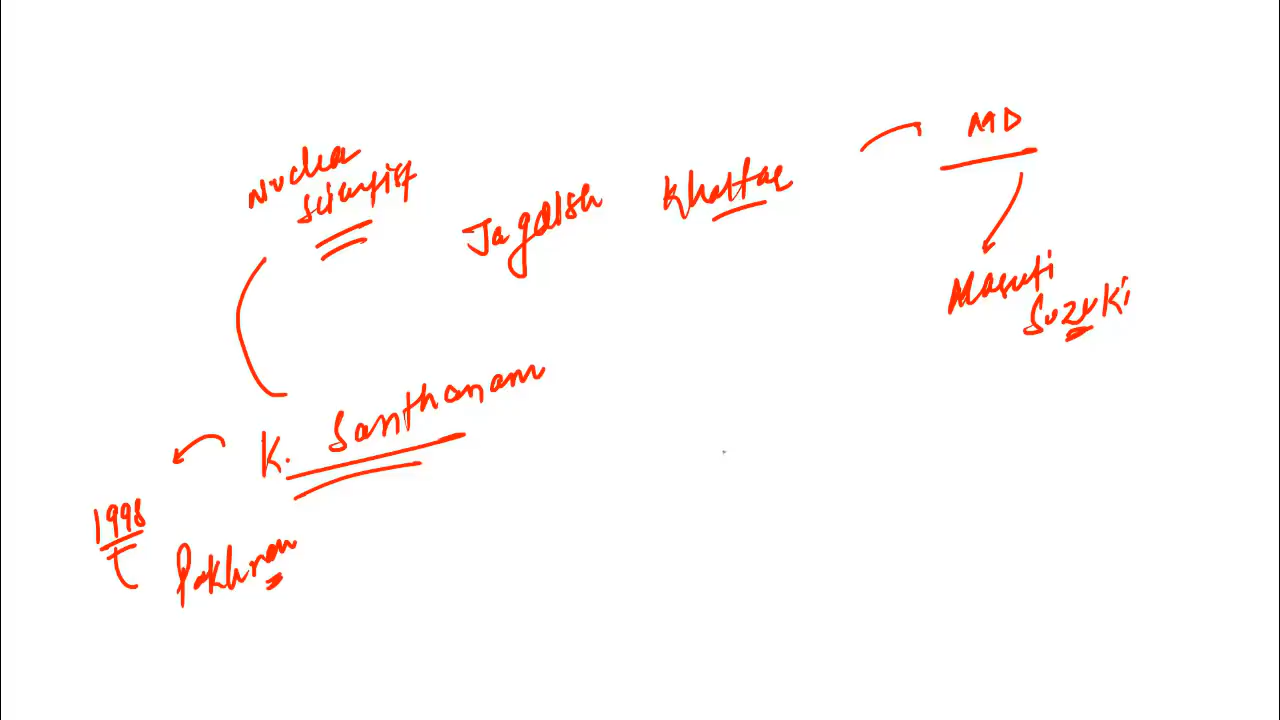 Nuclea
scientist
Jagdish Khattar
MD
Maruti
Suzuki
K. Santhanam
1998
Pokhran